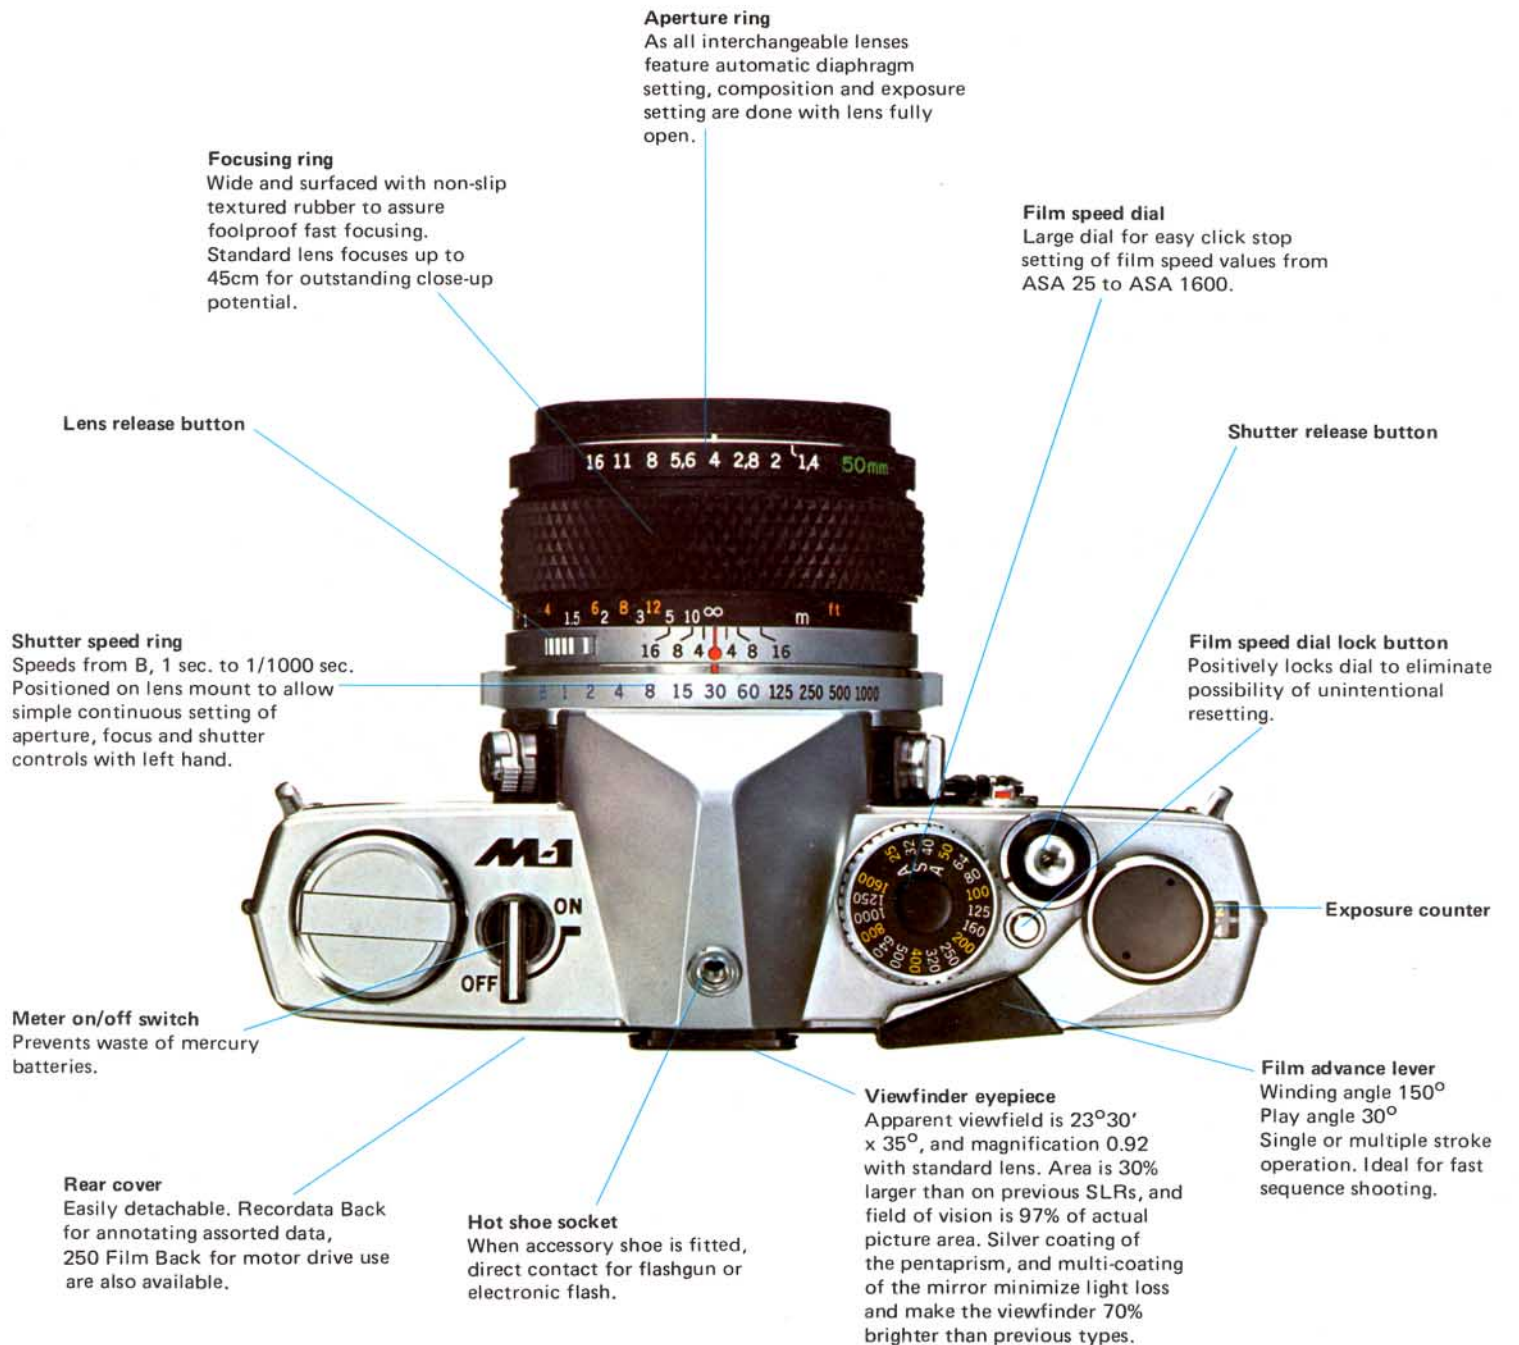 Aperture ring
As all interchangeable lenses
feature automatic diaphragm
setting, composition and exposure
setting are done with lens fully
open.
Focusing ring
Wide and surfaced with non-slip
textured rubber to assure
foolproof fast focusing.
Standard lens focuses up to
45cm for outstanding close-up
potential.
Film speed dial
Large dial for easy click stop
setting of film speed values from
ASA 25 to ASA 1600.
Lens release button
Shutter release button
16 11 8 5,6 4 2,8 2 1,4 50mm
4 6 8 12 ft
1 1.5 2 3 5 10 ∞ m
16 8 4 4 8 16
B 1 2 4 8 15 30 60 125 250 500 1000
Shutter speed ring
Speeds from B, 1 sec. to 1/1000 sec.
Positioned on lens mount to allow
simple continuous setting of
aperture, focus and shutter
controls with left hand.
Film speed dial lock button
Positively locks dial to eliminate
possibility of unintentional
resetting.
M-1
ON
OFF
ASA
25 32 40 50 64 80 100 125 160 200 250 320 400 500 640 800 1000 1250 1600
Exposure counter
Meter on/off switch
Prevents waste of mercury
batteries.
Rear cover
Easily detachable. Recordata Back
for annotating assorted data,
250 Film Back for motor drive use
are also available.
Hot shoe socket
When accessory shoe is fitted,
direct contact for flashgun or
electronic flash.
Viewfinder eyepiece
Apparent viewfield is 23°30′
x 35°, and magnification 0.92
with standard lens. Area is 30%
larger than on previous SLRs, and
field of vision is 97% of actual
picture area. Silver coating of
the pentaprism, and multi-coating
of the mirror minimize light loss
and make the viewfinder 70%
brighter than previous types.
Film advance lever
Winding angle 150°
Play angle 30°
Single or multiple stroke
operation. Ideal for fast
sequence shooting.